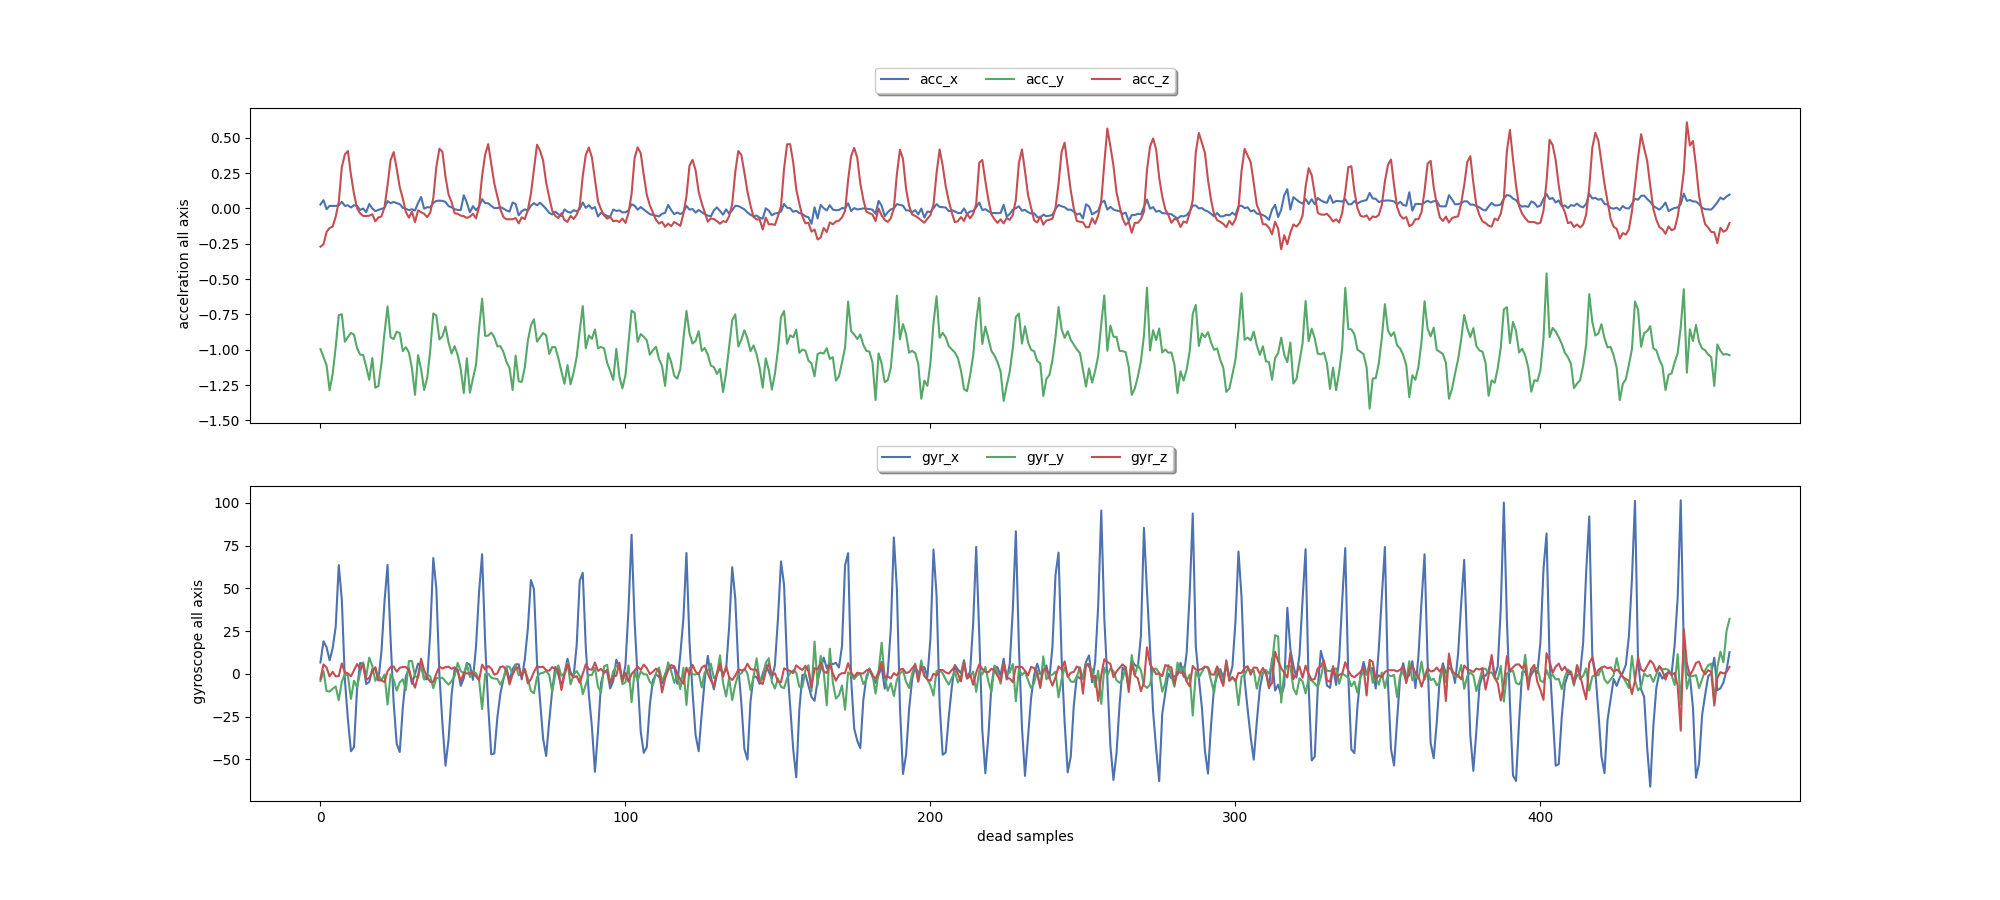 acc_x acc_y acc_z
0.50
0.25
0.00
−0.25
−0.50
−0.75
−1.00
−1.25
−1.50
accelration all axis
gyr_x gyr_y gyr_z
100
75
50
25
0
−25
−50
gyroscope all axis
0 100 200 300 400
dead samples